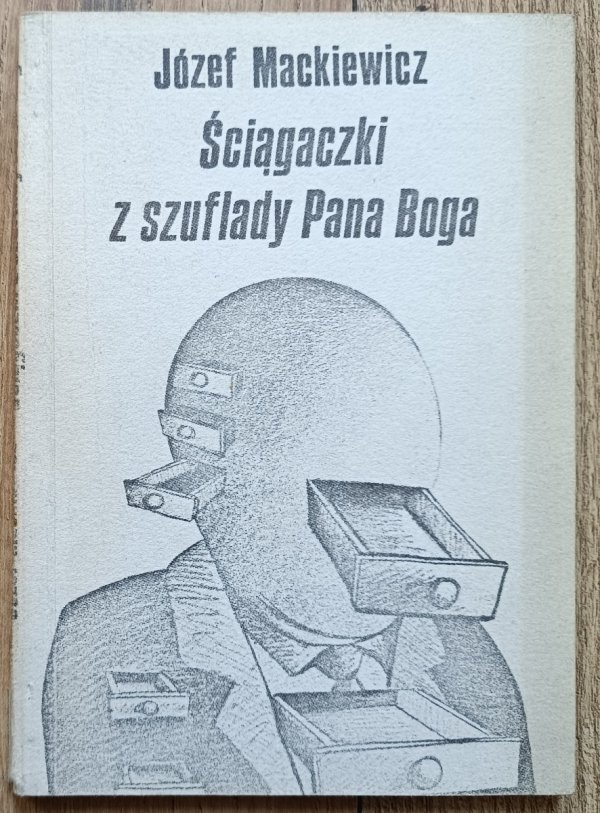 Józef Mackiewicz
Ściągaczki
z szuflady Pana Boga